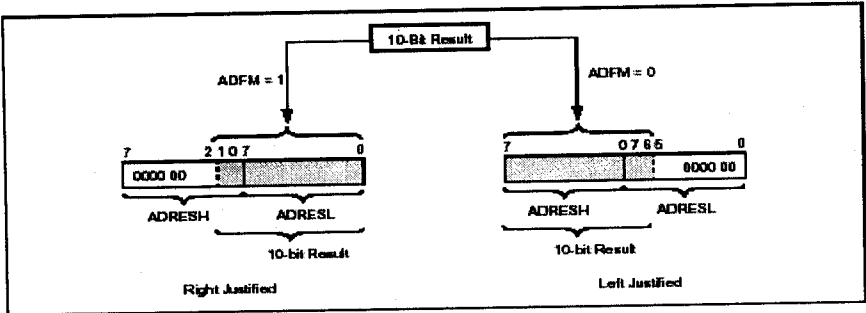 10-Bit Result
ADFM = 1
ADFM = 0
7 2 1 0 7 0
7 0 7 6 5 0
0000 00
0000 00
ADRESH
ADRESL
ADRESH
ADRESL
10-bit Result
10-bit Result
Right Justified
Left Justified